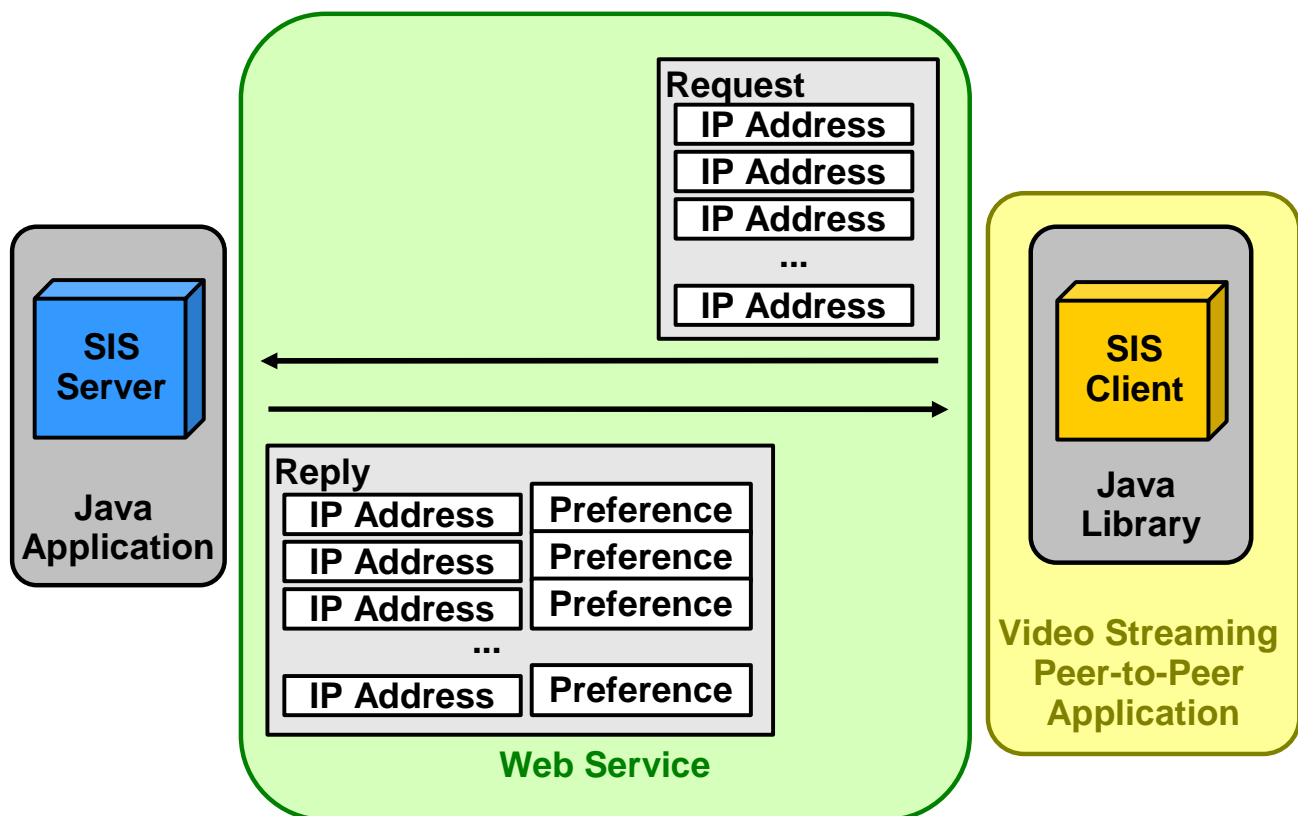 Request
IP Address
IP Address
IP Address
...
IP Address
SIS
Server
Java
Application
SIS
Client
Java
Library
Video Streaming
Peer-to-Peer
Application
Reply
IP Address Preference
IP Address Preference
IP Address Preference
...
IP Address Preference
Web Service